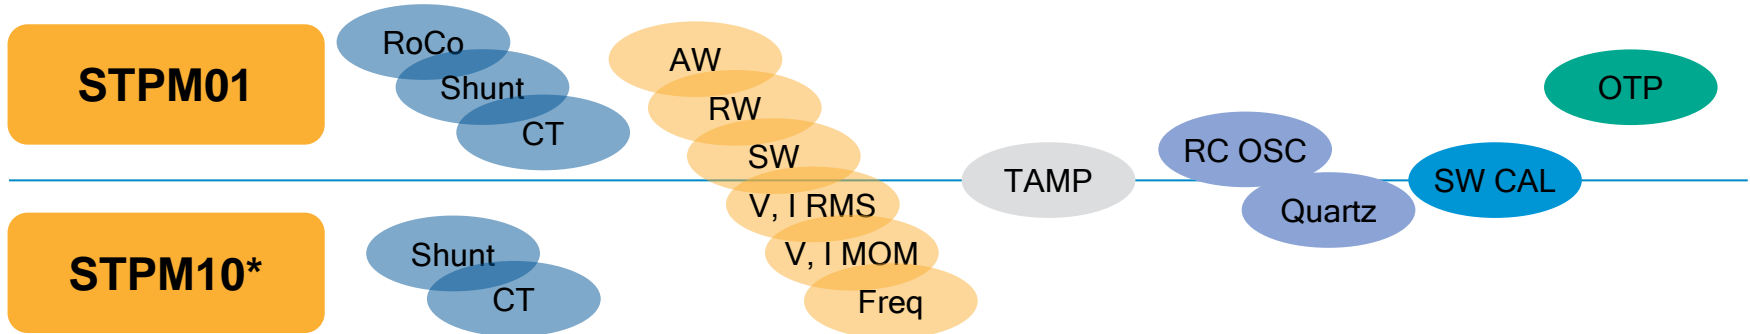 STPM01
RoCo
Shunt
CT
AW
RW
SW
V, I RMS
V, I MOM
Freq
TAMP
RC OSC
Quartz
SW CAL
OTP
STPM10*
Shunt
CT